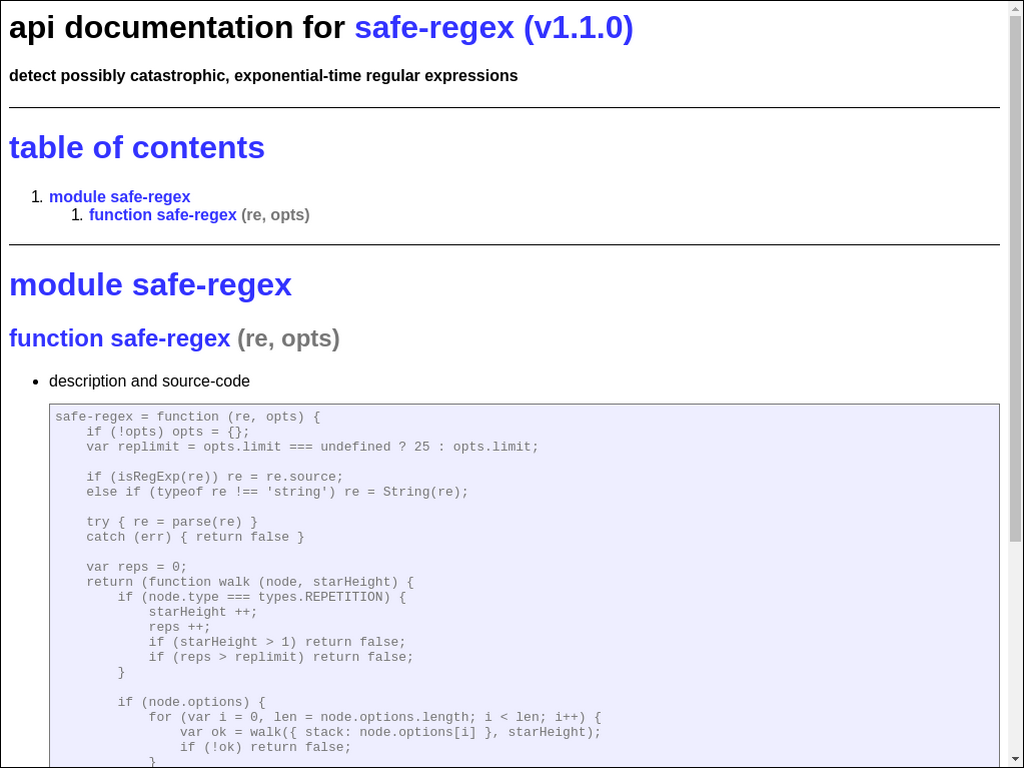 api documentation for safe-regex (v1.1.0)
detect possibly catastrophic, exponential-time regular expressions
table of contents
1. module safe-regex
1. function safe-regex (re, opts)
module safe-regex
function safe-regex (re, opts)
• description and source-code
safe-regex = function (re, opts) {
    if (!opts) opts = {};
    var replimit = opts.limit === undefined ? 25 : opts.limit;

    if (isRegExp(re)) re = re.source;
    else if (typeof re !== 'string') re = String(re);

    try { re = parse(re) }
    catch (err) { return false }

    var reps = 0;
    return (function walk (node, starHeight) {
        if (node.type === types.REPETITION) {
            starHeight ++;
            reps ++;
            if (starHeight > 1) return false;
            if (reps > replimit) return false;
        }

        if (node.options) {
            for (var i = 0, len = node.options.length; i < len; i++) {
                var ok = walk({ stack: node.options[i] }, starHeight);
                if (!ok) return false;
            }